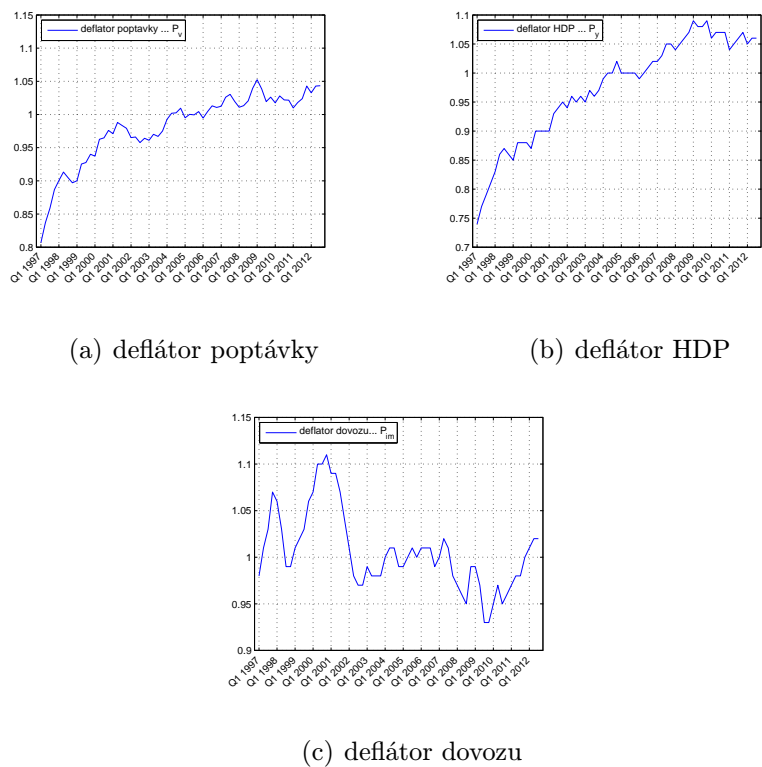 1.15
1.1
1.05
1
0.95
0.9
0.85
0.8
deflator poptavky ... P_v
Q1 1997
Q1 1998
Q1 1999
Q1 2000
Q1 2001
Q1 2002
Q1 2003
Q1 2004
Q1 2005
Q1 2006
Q1 2007
Q1 2008
Q1 2009
Q1 2010
Q1 2011
Q1 2012
(a) deflátor poptávky
1.1
1.05
1
0.95
0.9
0.85
0.8
0.75
0.7
deflator HDP ... P_y
Q1 1997
Q1 1998
Q1 1999
Q1 2000
Q1 2001
Q1 2002
Q1 2003
Q1 2004
Q1 2005
Q1 2006
Q1 2007
Q1 2008
Q1 2009
Q1 2010
Q1 2011
Q1 2012
(b) deflátor HDP
1.15
1.1
1.05
1
0.95
0.9
deflator dovozu... P_im
Q1 1997
Q1 1998
Q1 1999
Q1 2000
Q1 2001
Q1 2002
Q1 2003
Q1 2004
Q1 2005
Q1 2006
Q1 2007
Q1 2008
Q1 2009
Q1 2010
Q1 2011
Q1 2012
(c) deflátor dovozu